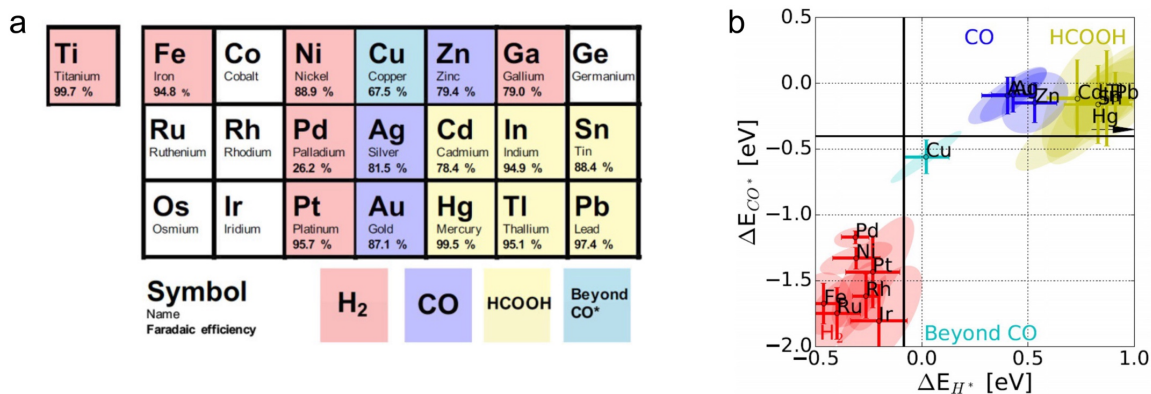 a
Ti
Titanium
99.7 %
Fe
Iron
94.8 %
Co
Cobalt
Ni
Nickel
88.9 %
Cu
Copper
67.5 %
Zn
Zinc
79.4 %
Ga
Gallium
79.0 %
Ge
Germanium
Ru
Ruthenium
Rh
Rhodium
Pd
Palladium
26.2 %
Ag
Silver
81.5 %
Cd
Cadmium
78.4 %
In
Indium
94.9 %
Sn
Tin
88.4 %
Os
Osmium
Ir
Iridium
Pt
Platinum
95.7 %
Au
Gold
87.1 %
Hg
Mercury
99.5 %
Tl
Thallium
95.1 %
Pb
Lead
97.4 %
Symbol
Name
Faradaic efficiency
H₂
CO
HCOOH
Beyond
CO*
b
ΔE_CO* [eV]
0.5
0.0
−0.5
−1.0
−1.5
−2.0
CO
HCOOH
Zn
Cd
Pb
Hg
Cu
Pd
Ni
Pt
Fe
Rh
Ru
Ir
H₂
Beyond CO
−0.5
0.0
0.5
1.0
ΔE_H* [eV]